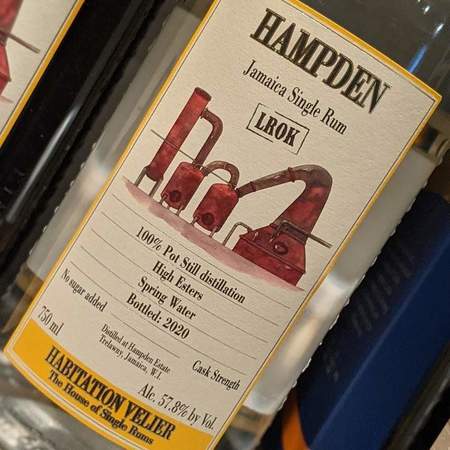 HAMPDEN
Jamaica Single Rum
LROK
100% Pot Still distillation
High Esters
Spring Water
Bottled: 2020
No sugar added
750 ml
Distilled at Hampden Estate
Trelawny, Jamaica, W.I.
Cask Strength
Alc. 57.8% by Vol.
HABITATION VELIER
The House of Single Rums